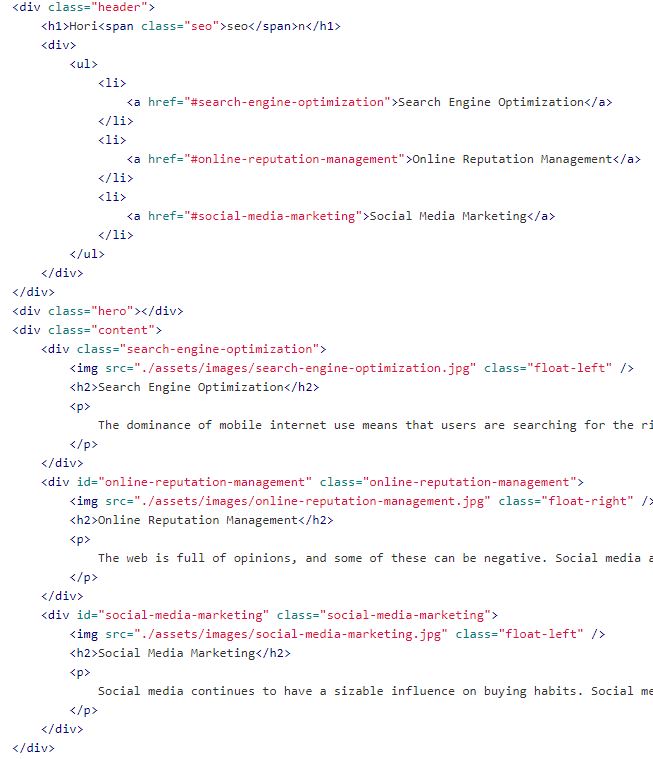 <div class="header">
    <h1>Hori<span class="seo">seo</span>n</h1>
    <div>
        <ul>
            <li>
                <a href="#search-engine-optimization">Search Engine Optimization</a>
            </li>
            <li>
                <a href="#online-reputation-management">Online Reputation Management</a>
            </li>
            <li>
                <a href="#social-media-marketing">Social Media Marketing</a>
            </li>
        </ul>
    </div>
</div>
<div class="hero"></div>
<div class="content">
    <div class="search-engine-optimization">
        <img src="./assets/images/search-engine-optimization.jpg" class="float-left" />
        <h2>Search Engine Optimization</h2>
        <p>
            The dominance of mobile internet use means that users are searching for the ri
        </p>
    </div>
    <div id="online-reputation-management" class="online-reputation-management">
        <img src="./assets/images/online-reputation-management.jpg" class="float-right" />
        <h2>Online Reputation Management</h2>
        <p>
            The web is full of opinions, and some of these can be negative. Social media a
        </p>
    </div>
    <div id="social-media-marketing" class="social-media-marketing">
        <img src="./assets/images/social-media-marketing.jpg" class="float-left" />
        <h2>Social Media Marketing</h2>
        <p>
            Social media continues to have a sizable influence on buying habits. Social me
        </p>
    </div>
</div>